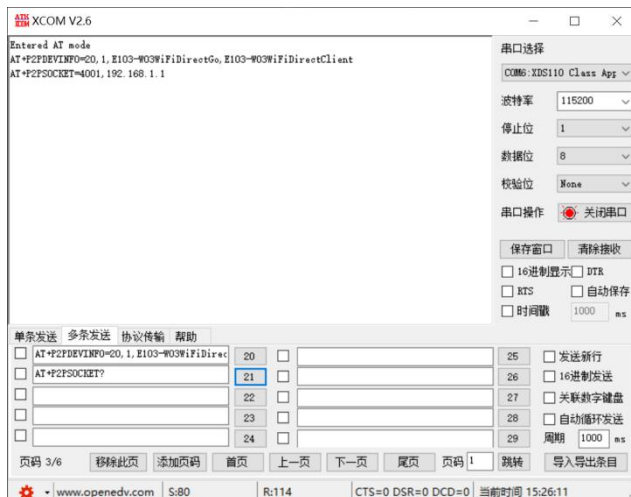 ATK XCOM XCOM V2.6
Entered AT mode
AT+P2PDEVINFO=20,1,E103-W03WiFiDirectGo,E103-W03WiFiDirectClient
AT+P2PSOCKET=4001,192.168.1.1
串口选择
COM6:XDS110 Class App
波特率 115200
停止位 1
数据位 8
校验位 None
串口操作 关闭串口
保存窗口 清除接收
16进制显示 DTR
RTS 自动保存
时间戳 1000 ms
单条发送 多条发送 协议传输 帮助
AT+P2PDEVINFO=20,1,E103-W03WiFiDirec 20 25 发送新行
AT+P2PSOCKET? 21 26 16进制发送
22 27 关联数字键盘
23 28 自动循环发送
24 29 周期 1000 ms
页码 3/6 移除此页 添加页码 首页 上一页 下一页 尾页 页码 1 跳转 导入导出条目
www.openedv.com S:80 R:114 CTS=0 DSR=0 DCD=0 当前时间 15:26:11